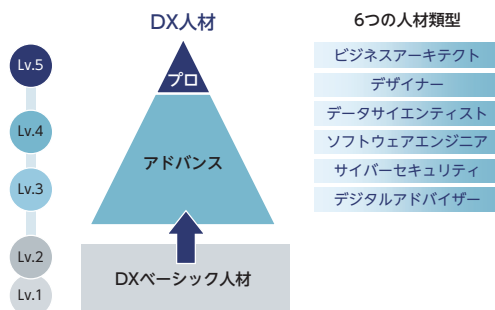 DX人材
6つの人材類型
Lv.5
Lv.4
Lv.3
Lv.2
Lv.1
プロ
アドバンス
DXベーシック人材
ビジネスアーキテクト
デザイナー
データサイエンティスト
ソフトウェアエンジニア
サイバーセキュリティ
デジタルアドバイザー